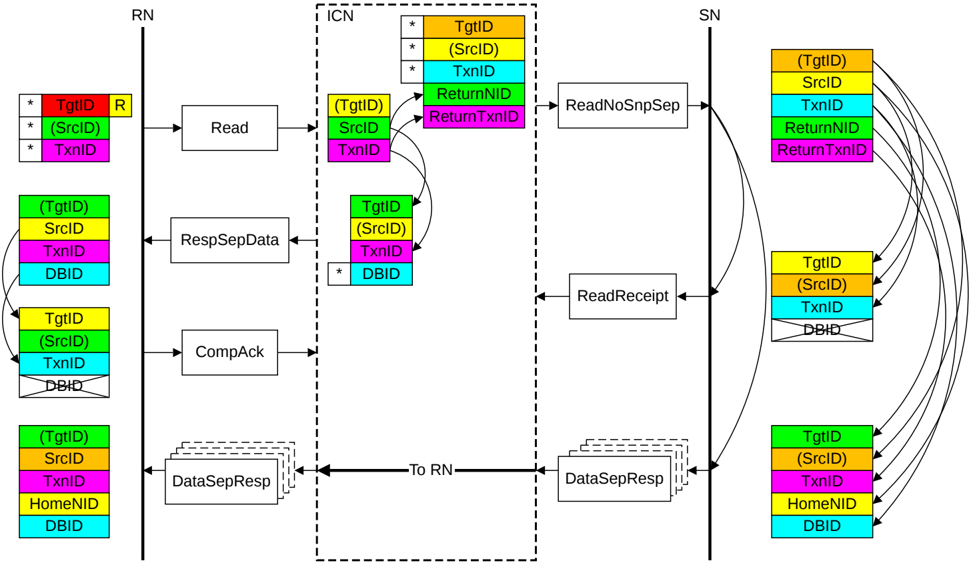 RN
ICN
SN
* TgtID R
* (SrcID)
* TxnID
Read
(TgtID)
SrcID
TxnID
* TgtID
* (SrcID)
* TxnID
ReturnNID
ReturnTxnID
ReadNoSnpSep
(TgtID)
SrcID
TxnID
ReturnNID
ReturnTxnID
(TgtID)
SrcID
TxnID
DBID
RespSepData
TgtID
(SrcID)
TxnID
* DBID
ReadReceipt
TgtID
(SrcID)
TxnID
DBID
TgtID
(SrcID)
TxnID
DBID
CompAck
(TgtID)
SrcID
TxnID
HomeNID
DBID
DataSepResp
To RN
DataSepResp
TgtID
(SrcID)
TxnID
HomeNID
DBID